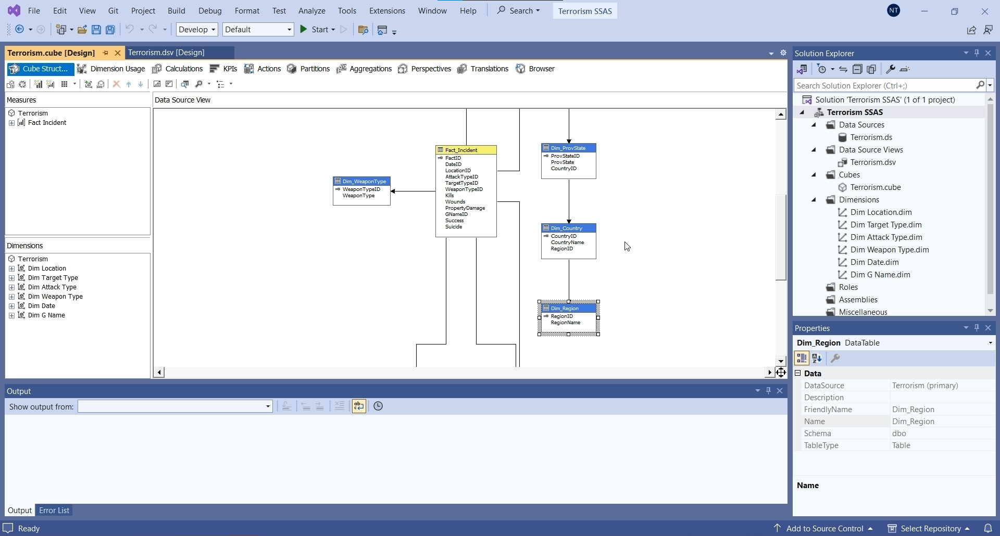 File Edit View Git Project Build Debug Format Test Analyze Tools Extensions Window Help Search Terrorism SSAS NT
Develop Default Start
Terrorism.cube [Design] Terrorism.dsv [Design]
Cube Struct... Dimension Usage Calculations KPIs Actions Partitions Aggregations Perspectives Translations Browser
Measures
Terrorism
Fact Incident
Dimensions
Terrorism
Dim Location
Dim Target Type
Dim Attack Type
Dim Weapon Type
Dim Date
Dim G Name
Data Source View
Dim_WeaponType
WeaponTypeID
WeaponType
Fact_Incident
FactID
DateID
LocationID
AttackTypeID
TargetTypeID
WeaponTypeID
Kills
Wounds
PropertyDamage
GNameID
Success
Suicide
Dim_ProvState
ProvStateID
ProvState
CountryID
Dim_Country
CountryID
CountryName
RegionID
Dim_Region
RegionID
RegionName
Output
Show output from:
Output Error List
Solution Explorer
Search Solution Explorer (Ctrl+;)
Solution 'Terrorism SSAS' (1 of 1 project)
Terrorism SSAS
Data Sources
Terrorism.ds
Data Source Views
Terrorism.dsv
Cubes
Terrorism.cube
Dimensions
Dim Location.dim
Dim Target Type.dim
Dim Attack Type.dim
Dim Weapon Type.dim
Dim Date.dim
Dim G Name.dim
Roles
Assemblies
Miscellaneous
Properties
Dim_Region DataTable
Data
DataSource Terrorism (primary)
Description
FriendlyName Dim_Region
Name Dim_Region
Schema dbo
TableType Table
Name
Ready Add to Source Control Select Repository